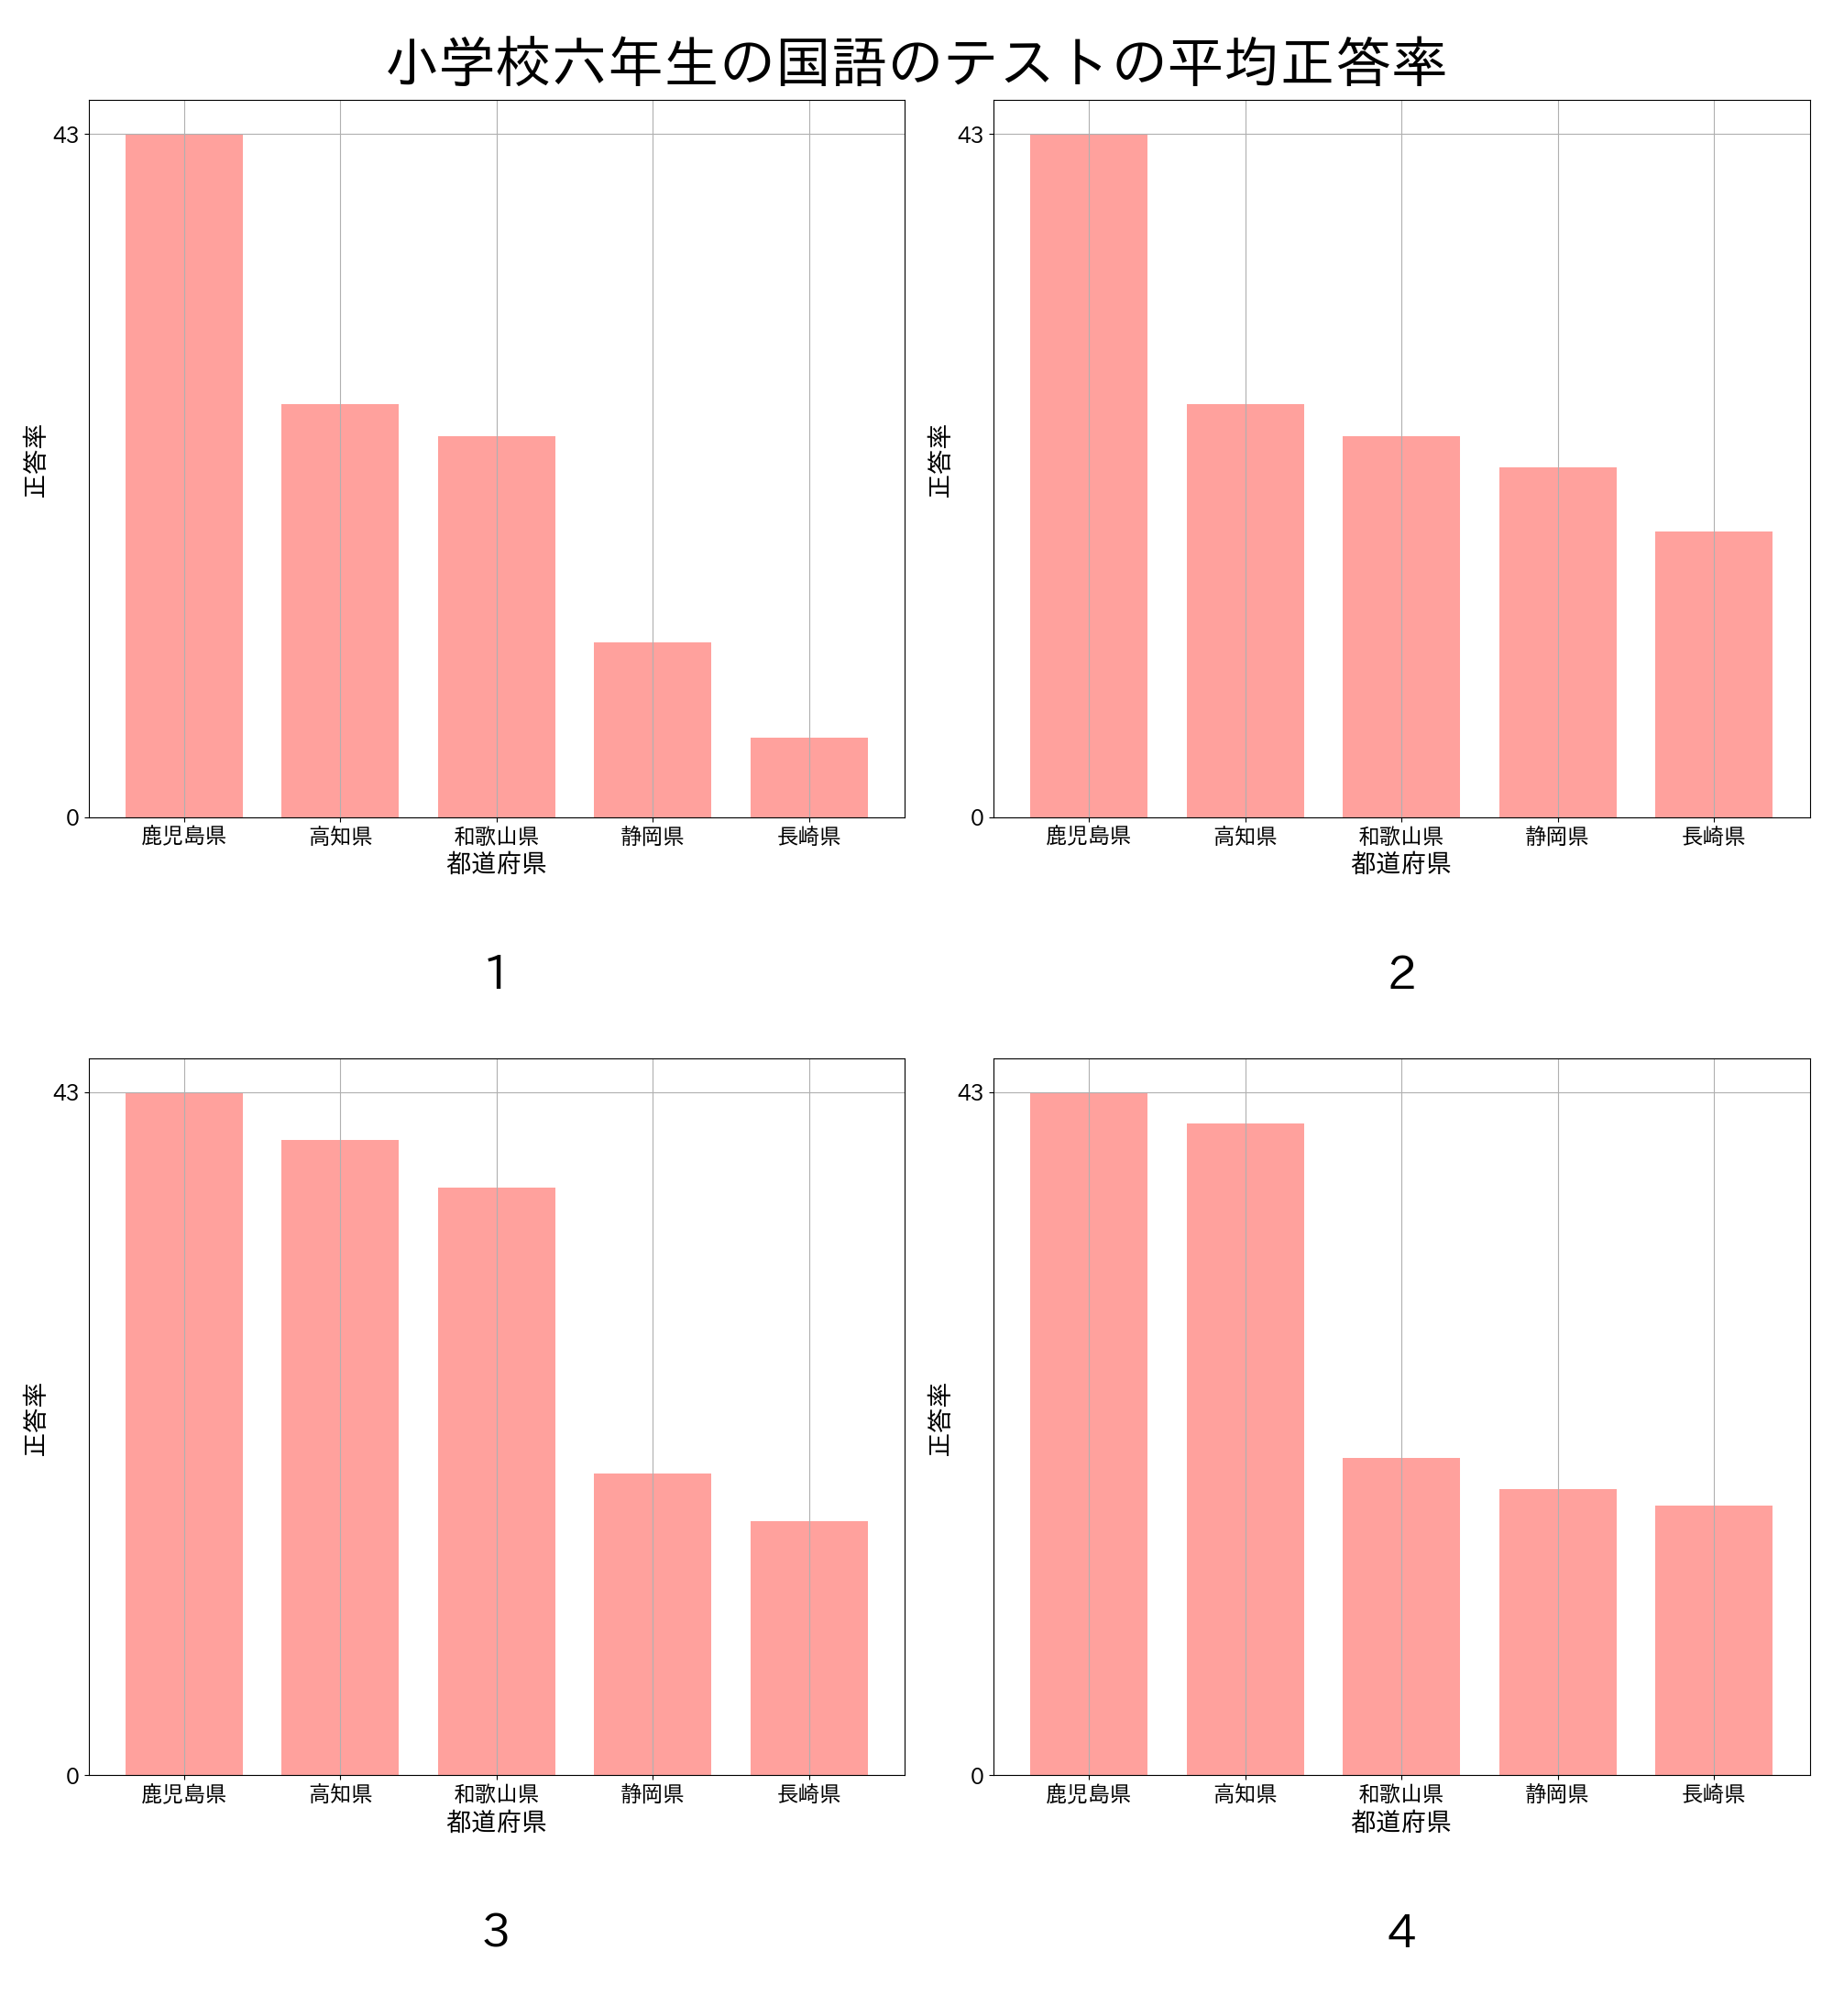 小学校六年生の国語のテストの平均正答率
43
正答率
0
鹿児島県 高知県 和歌山県 静岡県 長崎県
都道府県
1
43
正答率
0
鹿児島県 高知県 和歌山県 静岡県 長崎県
都道府県
2
43
正答率
0
鹿児島県 高知県 和歌山県 静岡県 長崎県
都道府県
3
43
正答率
0
鹿児島県 高知県 和歌山県 静岡県 長崎県
都道府県
4